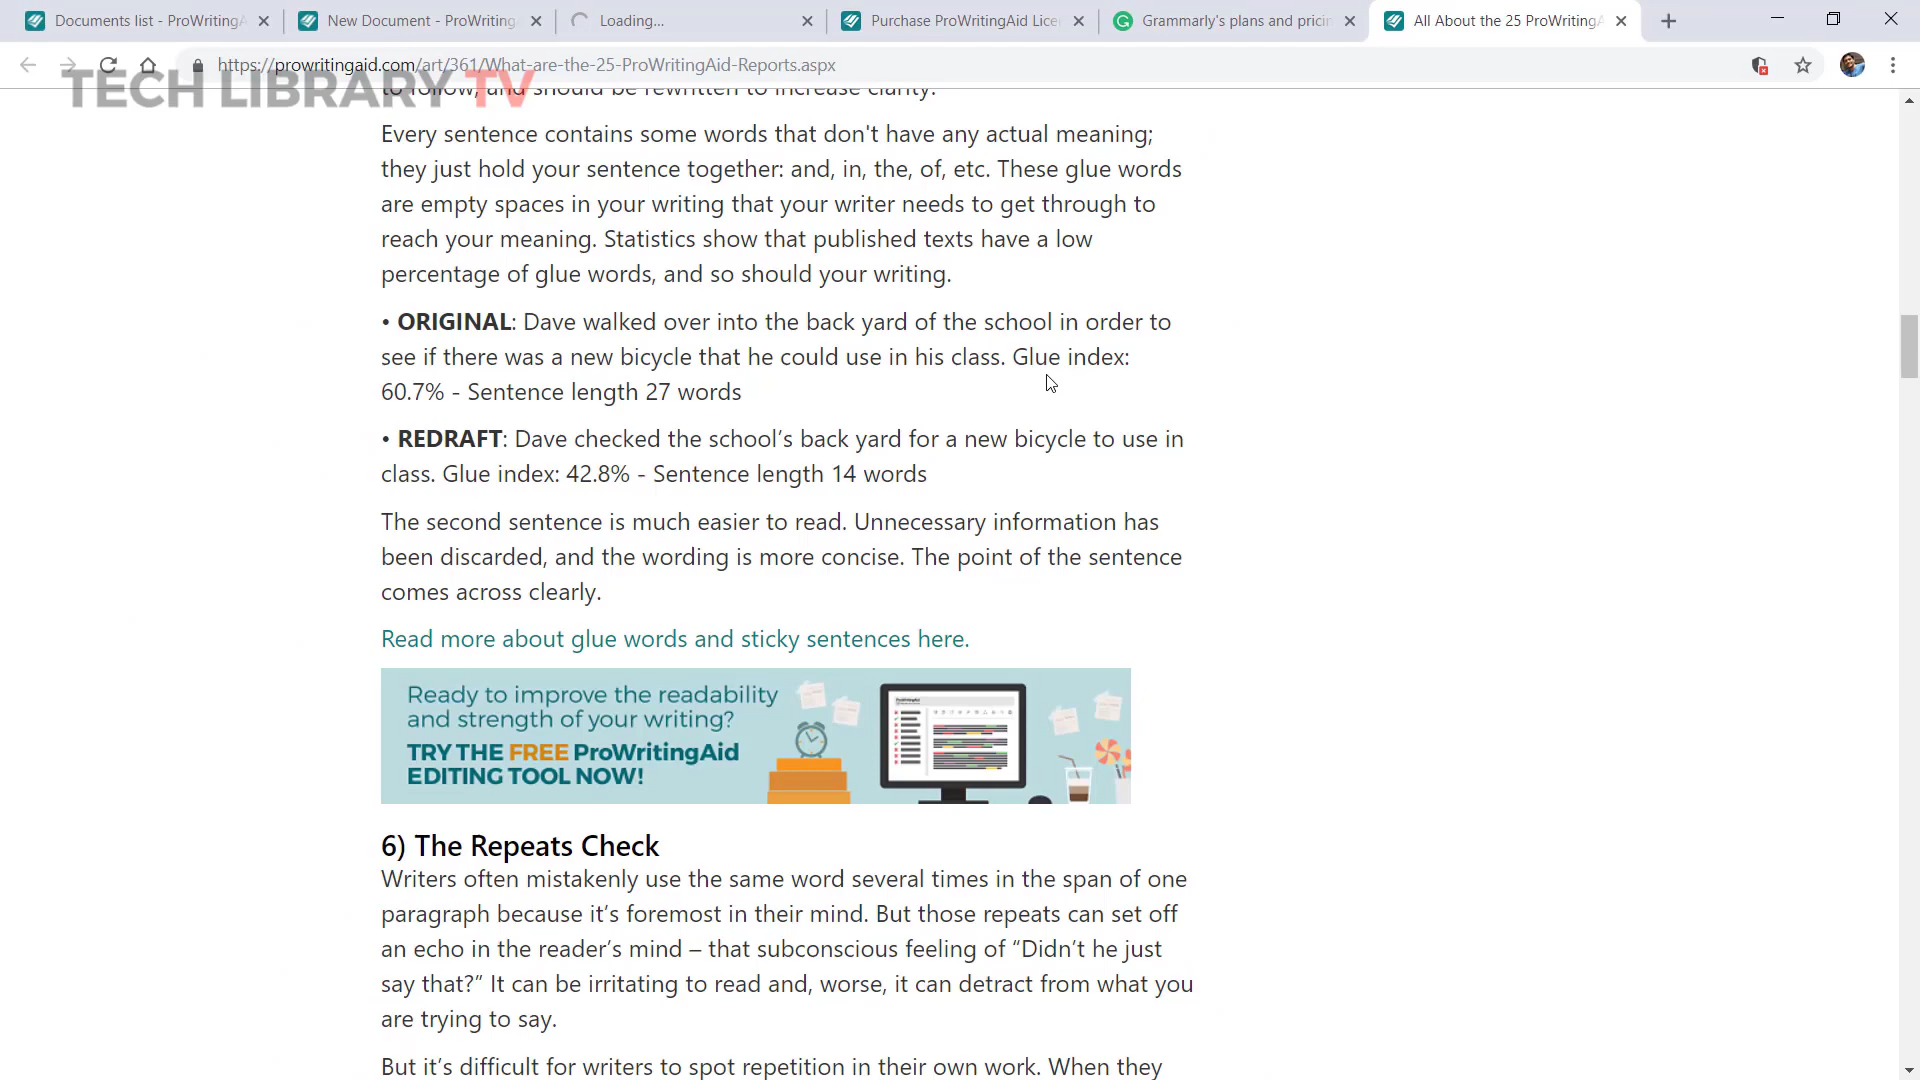 Documents list - ProWritingA
New Document - ProWriting
Loading...
Purchase ProWritingAid Lice
Grammarly's plans and pricin
All About the 25 ProWritingA
https://prowritingaid.com/art/361/What-are-the-25-ProWritingAid-Reports.aspx
TECH LIBRARY TV
to follow, and should be rewritten to increase clarity.
Every sentence contains some words that don't have any actual meaning;
they just hold your sentence together: and, in, the, of, etc. These glue words
are empty spaces in your writing that your writer needs to get through to
reach your meaning. Statistics show that published texts have a low
percentage of glue words, and so should your writing.
• ORIGINAL: Dave walked over into the back yard of the school in order to
see if there was a new bicycle that he could use in his class. Glue index:
60.7% - Sentence length 27 words
• REDRAFT: Dave checked the school’s back yard for a new bicycle to use in
class. Glue index: 42.8% - Sentence length 14 words
The second sentence is much easier to read. Unnecessary information has
been discarded, and the wording is more concise. The point of the sentence
comes across clearly.
Read more about glue words and sticky sentences here.
Ready to improve the readability
and strength of your writing?
TRY THE FREE ProWritingAid
EDITING TOOL NOW!
6) The Repeats Check
Writers often mistakenly use the same word several times in the span of one
paragraph because it’s foremost in their mind. But those repeats can set off
an echo in the reader’s mind – that subconscious feeling of “Didn’t he just
say that?” It can be irritating to read and, worse, it can detract from what you
are trying to say.
But it’s difficult for writers to spot repetition in their own work. When they